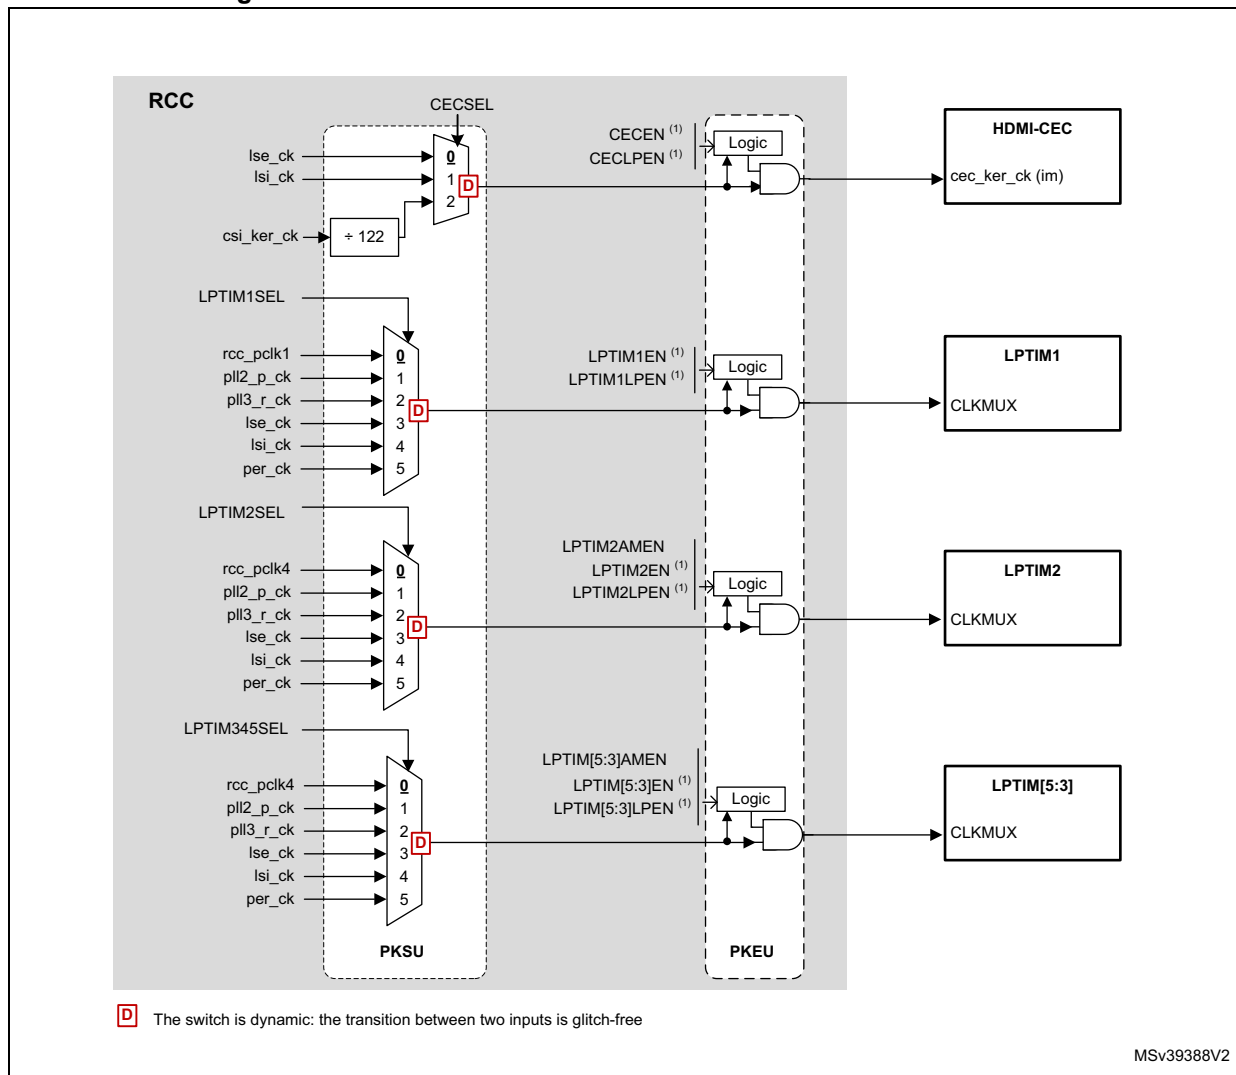 RCC
CECSEL
lse_ck
lsi_ck
csi_ker_ck
÷ 122
0
1
2
D
CECEN (1)
CECLPEN (1)
Logic
HDMI-CEC
cec_ker_ck (im)
LPTIM1SEL
rcc_pclk1
pll2_p_ck
pll3_r_ck
lse_ck
lsi_ck
per_ck
0
1
2
3
4
5
D
LPTIM1EN (1)
LPTIM1LPEN (1)
Logic
LPTIM1
CLKMUX
LPTIM2SEL
rcc_pclk4
pll2_p_ck
pll3_r_ck
lse_ck
lsi_ck
per_ck
0
1
2
3
4
5
D
LPTIM2AMEN
LPTIM2EN (1)
LPTIM2LPEN (1)
Logic
LPTIM2
CLKMUX
LPTIM345SEL
rcc_pclk4
pll2_p_ck
pll3_r_ck
lse_ck
lsi_ck
per_ck
0
1
2
3
4
5
D
LPTIM[5:3]AMEN
LPTIM[5:3]EN (1)
LPTIM[5:3]LPEN (1)
Logic
LPTIM[5:3]
CLKMUX
PKSU
PKEU
D The switch is dynamic: the transition between two inputs is glitch-free
MSv39388V2